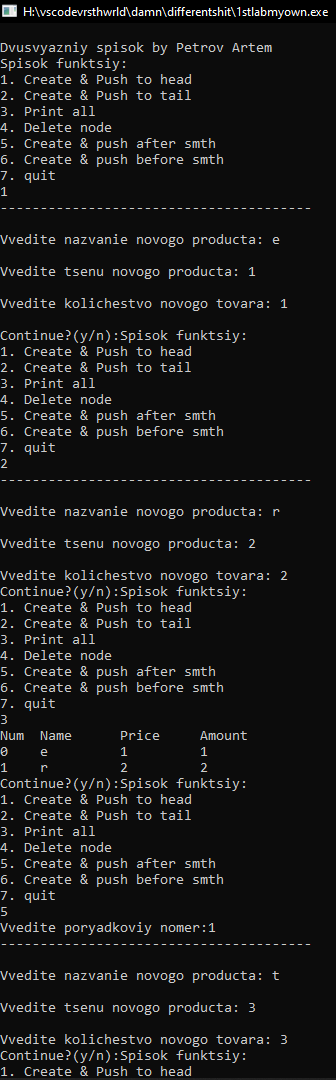 H:\vscodevrsthwrld\damn\differentshit\1stlabmyown.exe
Dvusvyazniy spisok by Petrov Artem
Spisok funktsiy:
1. Create & Push to head
2. Create & Push to tail
3. Print all
4. Delete node
5. Create & push after smth
6. Create & push before smth
7. quit
1
---------------------------------------
Vvedite nazvanie novogo producta: e
Vvedite tsenu novogo producta: 1
Vvedite kolichestvo novogo tovara: 1
Continue?(y/n):Spisok funktsiy:
1. Create & Push to head
2. Create & Push to tail
3. Print all
4. Delete node
5. Create & push after smth
6. Create & push before smth
7. quit
2
---------------------------------------
Vvedite nazvanie novogo producta: r
Vvedite tsenu novogo producta: 2
Vvedite kolichestvo novogo tovara: 2
Continue?(y/n):Spisok funktsiy:
1. Create & Push to head
2. Create & Push to tail
3. Print all
4. Delete node
5. Create & push after smth
6. Create & push before smth
7. quit
3
Num  Name      Price     Amount
0    e         1         1
1    r         2         2
Continue?(y/n):Spisok funktsiy:
1. Create & Push to head
2. Create & Push to tail
3. Print all
4. Delete node
5. Create & push after smth
6. Create & push before smth
7. quit
5
Vvedite poryadkoviy nomer:1
---------------------------------------
Vvedite nazvanie novogo producta: t
Vvedite tsenu novogo producta: 3
Vvedite kolichestvo novogo tovara: 3
Continue?(y/n):Spisok funktsiy:
1. Create & Push to head